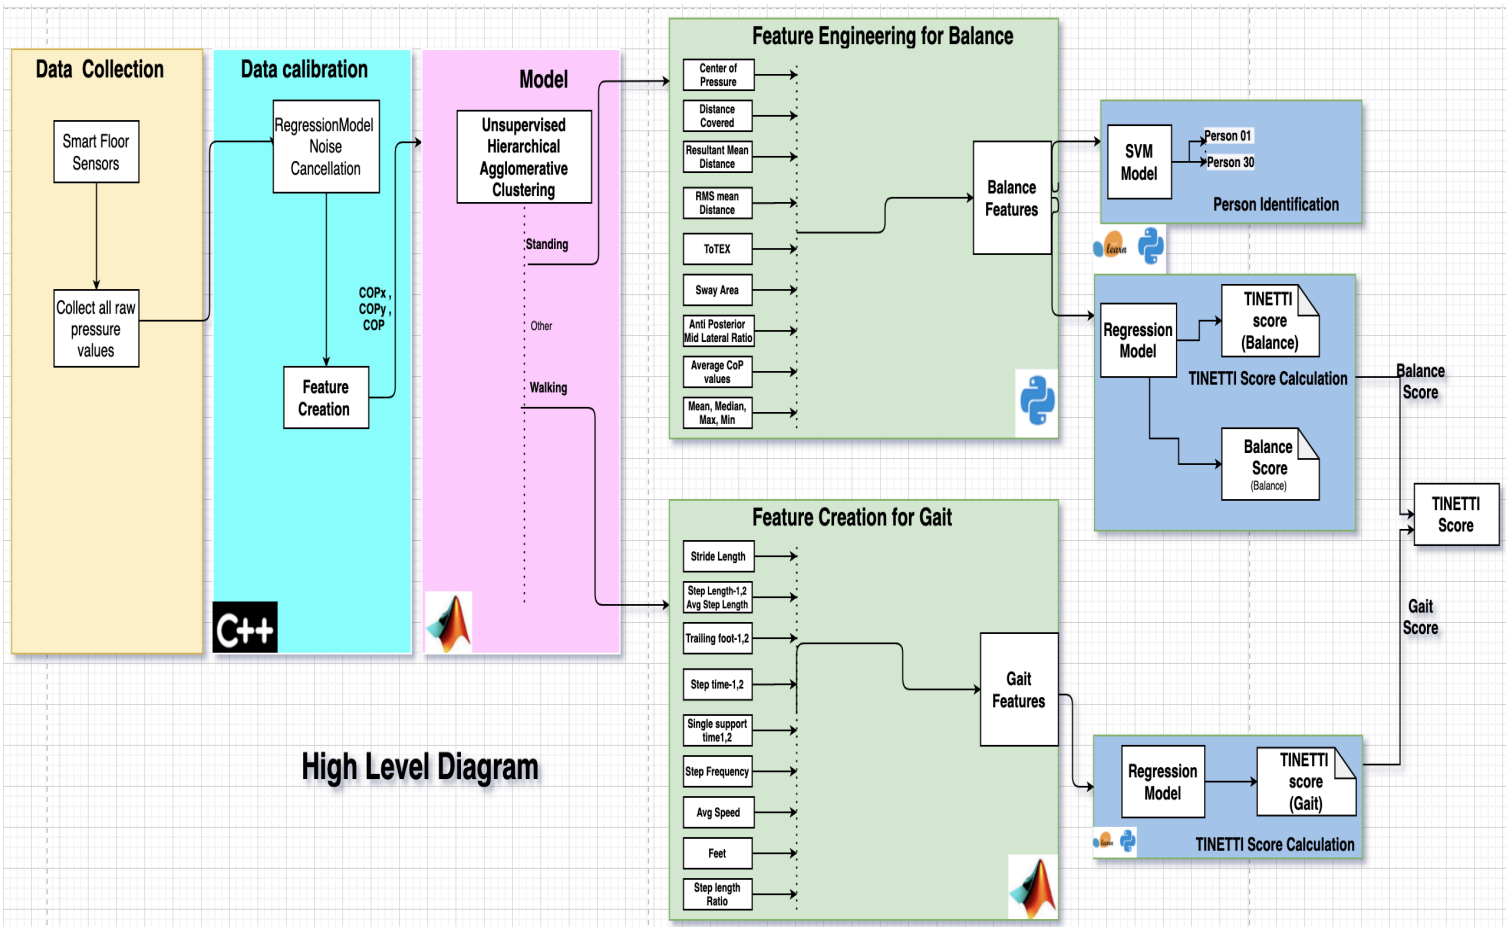 Data  Collection
Smart Floor
Sensors
Collect all raw
pressure
values
Data calibration
RegressionModel
Noise
Cancellation
COPx ,
COPy ,
COP
Feature
Creation
C++
Model
Unsupervised
Hierarchical
Agglomerative
Clustering
Standing
Other
Walking
Feature Engineering for Balance
Center of
Pressure
Distance
Covered
Resultant Mean
Distance
RMS mean
Distance
ToTEX
Sway Area
Anti Posterior
Mid Lateral Ratio
Average CoP
values
Mean, Median,
Max, Min
Balance
Features
SVM
Model
Person 01
Person 30
Person Identification
learn
Regression
Model
TINETTI
score
(Balance)
TINETTI Score Calculation
Balance
Score
(Balance)
Balance
Score
TINETTI
Score
Gait
Score
Feature Creation for Gait
Stride Length
Step Length-1,2
Avg Step Length
Trailing foot-1,2
Step time-1,2
Single support
time1,2
Step Frequency
Avg Speed
Feet
Step length
Ratio
Gait
Features
Regression
Model
TINETTI
score
(Gait)
learn
TINETTI Score Calculation
High Level Diagram